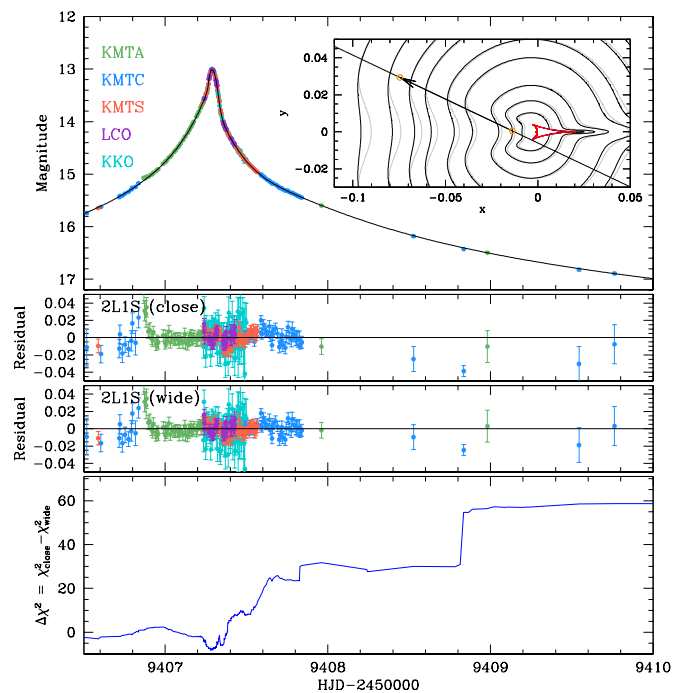 KMTA
KMTC
KMTS
LCO
KKO
13
14
15
16
17
Magnitude
0.04
0.02
0
−0.02
y
−0.1
−0.05
0
0.05
x
2L1S (close)
0.04
0.02
0
−0.02
−0.04
Residual
2L1S (wide)
0.04
0.02
0
−0.02
−0.04
Residual
60
40
20
0
Δχ² = χ²close−χ²wide
9407
9408
9409
9410
HJD−2450000